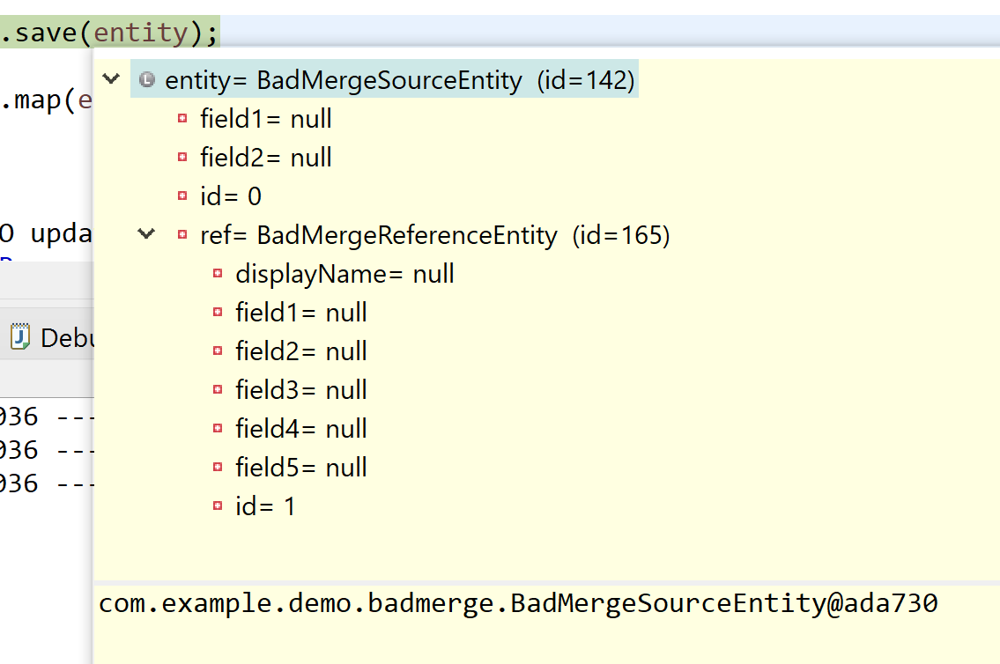 .save(entity);
entity= BadMergeSourceEntity (id=142)
.map(e
field1= null
field2= null
id= 0
O upda
ref= BadMergeReferenceEntity (id=165)
displayName= null
field1= null
Debu
field2= null
field3= null
036 ---
field4= null
036 ---
field5= null
036 ---
id= 1
com.example.demo.badmerge.BadMergeSourceEntity@ada730